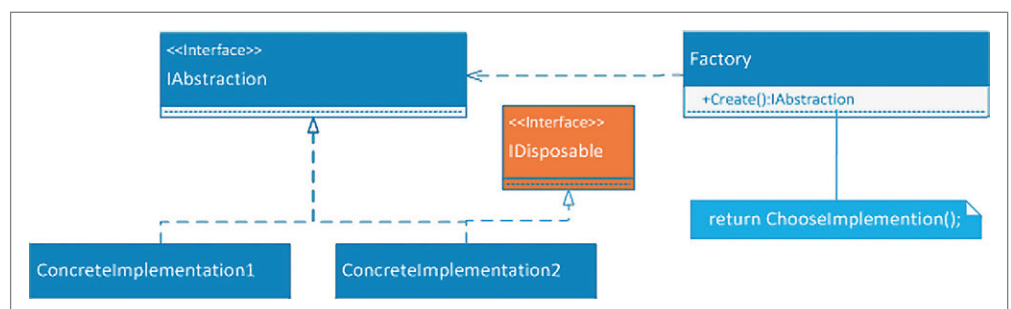 <<Interface>>
IAbstraction
Factory
+Create():IAbstraction
<<Interface>>
IDisposable
return ChooseImplemention();
ConcreteImplementation1
ConcreteImplementation2